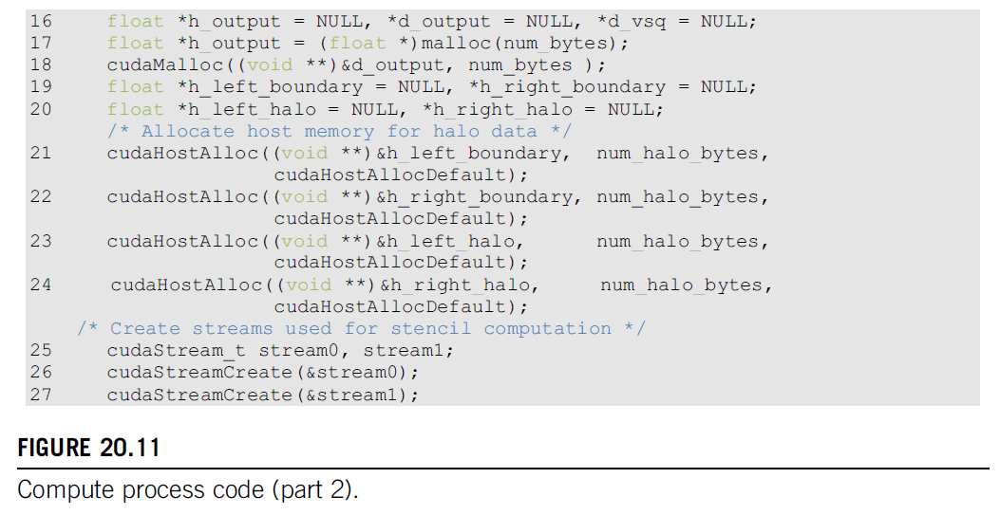 16 float *h_output = NULL, *d_output = NULL, *d_vsq = NULL;
17 float *h_output = (float *)malloc(num_bytes);
18 cudaMalloc((void **)&d_output, num_bytes );
19 float *h_left_boundary = NULL, *h_right_boundary = NULL;
20 float *h_left_halo = NULL, *h_right_halo = NULL;
/* Allocate host memory for halo data */
21 cudaHostAlloc((void **)&h_left_boundary, num_halo_bytes,
cudaHostAllocDefault);
22 cudaHostAlloc((void **)&h_right_boundary, num_halo_bytes,
cudaHostAllocDefault);
23 cudaHostAlloc((void **)&h_left_halo, num_halo_bytes,
cudaHostAllocDefault);
24 cudaHostAlloc((void **)&h_right_halo, num_halo_bytes,
cudaHostAllocDefault);
/* Create streams used for stencil computation */
25 cudaStream_t stream0, stream1;
26 cudaStreamCreate(&stream0);
27 cudaStreamCreate(&stream1);
FIGURE 20.11
Compute process code (part 2).